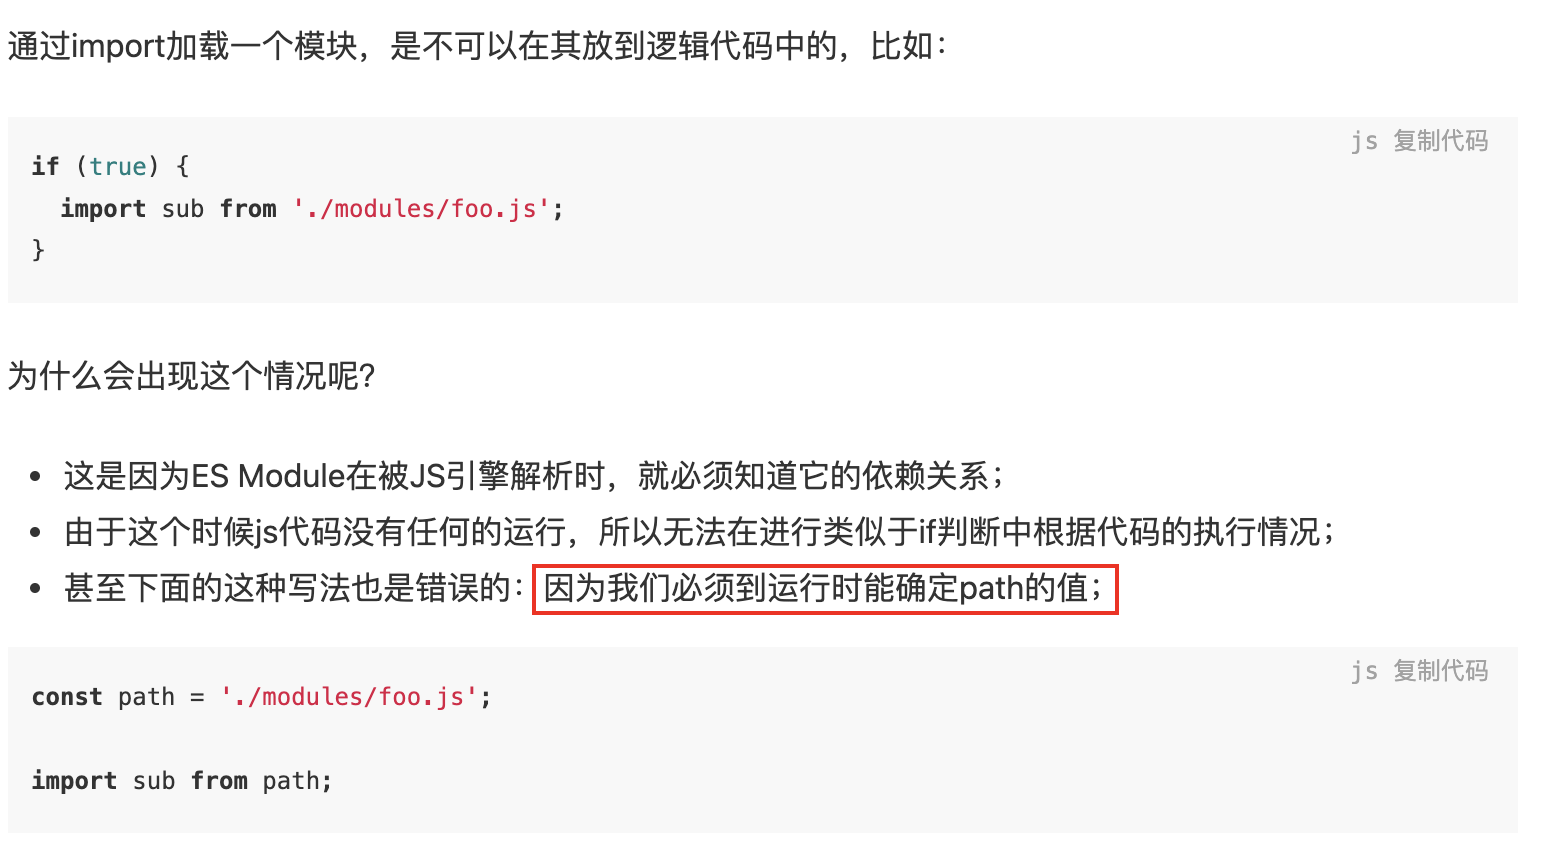 通过import加载一个模块，是不可以在其放到逻辑代码中的，比如：
js 复制代码
if (true) {
  import sub from './modules/foo.js';
}
为什么会出现这个情况呢？
• 这是因为ES Module在被JS引擎解析时，就必须知道它的依赖关系；
• 由于这个时候js代码没有任何的运行，所以无法在进行类似于if判断中根据代码的执行情况；
• 甚至下面的这种写法也是错误的：因为我们必须到运行时能确定path的值；
js 复制代码
const path = './modules/foo.js';
import sub from path;